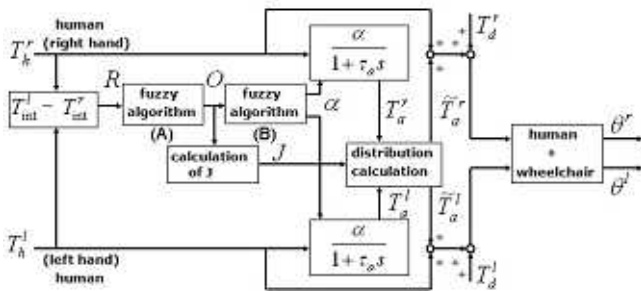 human
(right hand)
T_h^r
T_d^r
α
1 + τ_a s
R
O
α
T_int^l − T_int^r
fuzzy
algorithm
(A)
fuzzy
algorithm
(B)
T_a^r
T̃_a^r
calculation
of J
J
distribution
calculation
human
+
wheelchair
θ^r
θ^l
T_a^l
T̃_a^l
T_h^l
(left hand)
human
α
1 + τ_a s
T_d^l